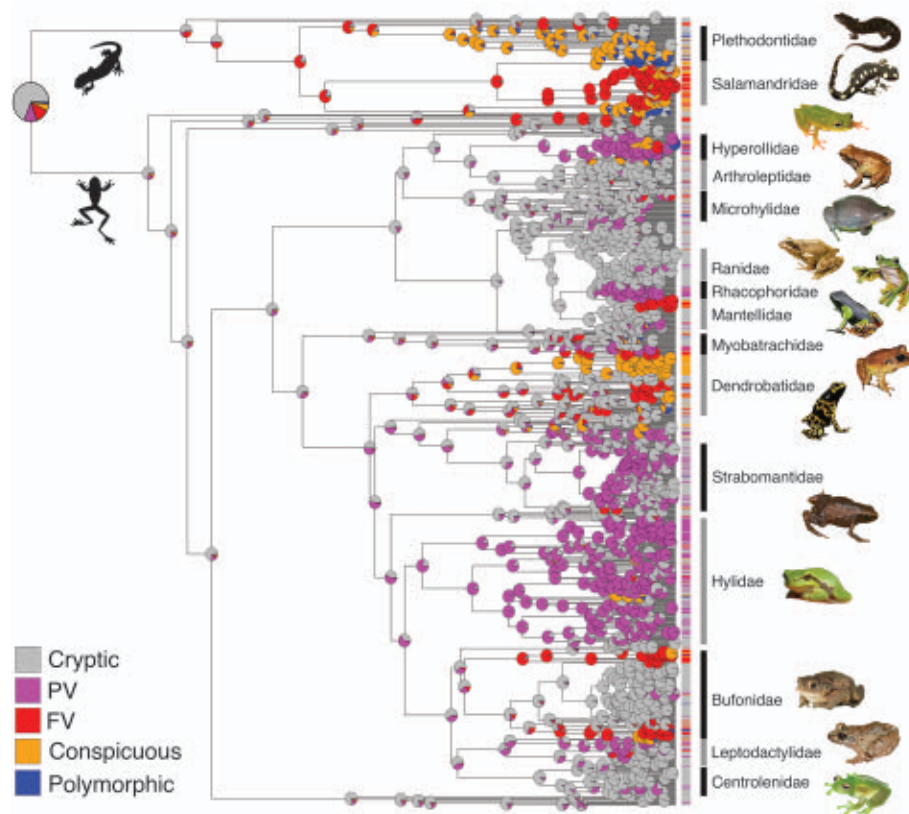 Plethodontidae
Salamandridae
Hyperollidae
Arthroleptidae
Microhylidae
Ranidae
Rhacophoridae
Mantellidae
Myobatrachidae
Dendrobatidae
Strabomantidae
Hylidae
Bufonidae
Leptodactylidae
Centrolenidae
Cryptic
PV
FV
Conspicuous
Polymorphic